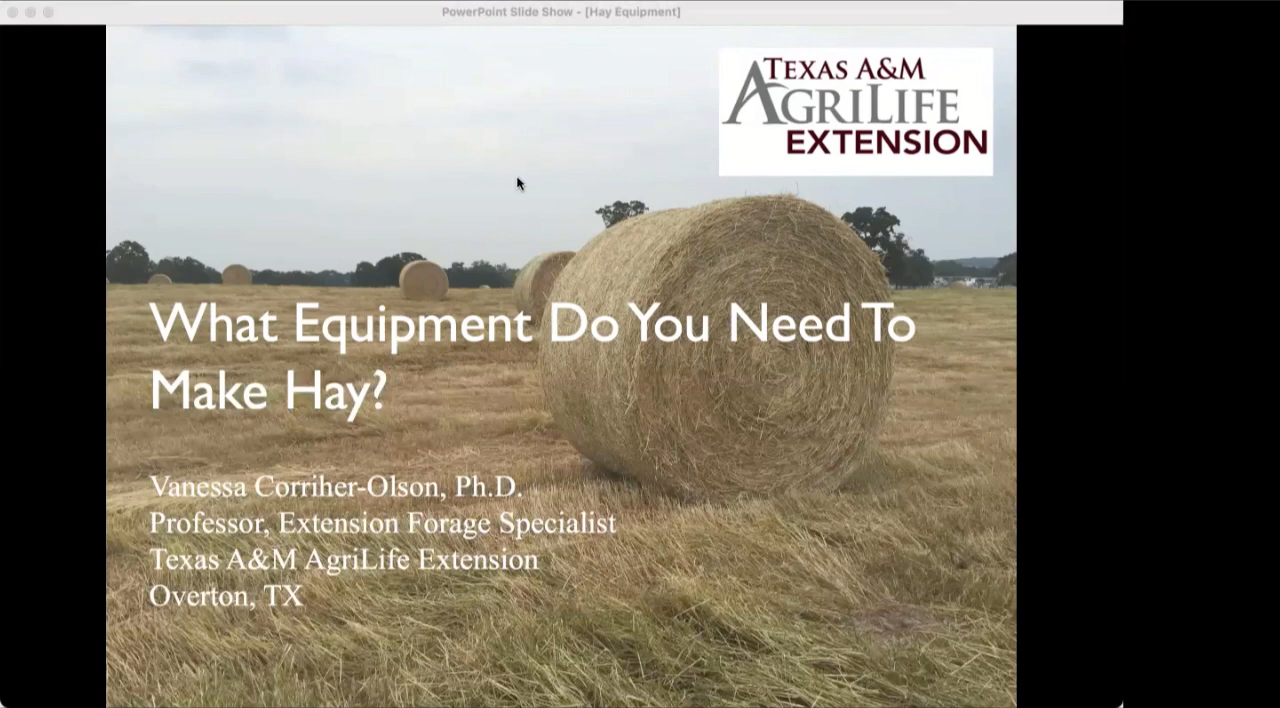 PowerPoint Slide Show - [Hay Equipment]
TEXAS A&M
AGRILIFE
EXTENSION
What Equipment Do You Need To
Make Hay?
Vanessa Corriher-Olson, Ph.D.
Professor, Extension Forage Specialist
Texas A&M AgriLife Extension
Overton, TX